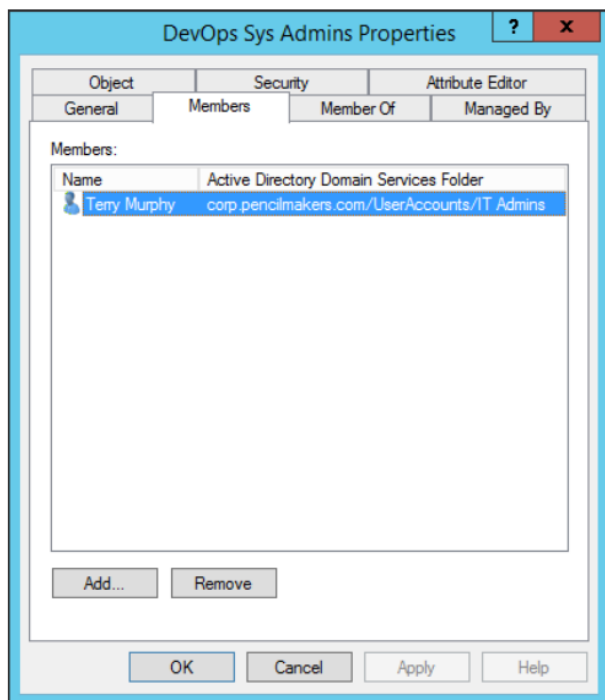 DevOps Sys Admins Properties
?
x
Object
Security
Attribute Editor
General
Members
Member Of
Managed By
Members:
Name
Active Directory Domain Services Folder
Terry Murphy
corp.pencilmakers.com/UserAccounts/IT Admins
Add...
Remove
OK
Cancel
Apply
Help